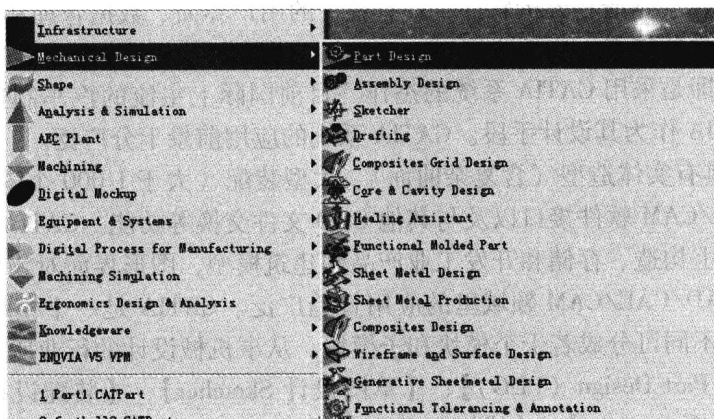 Infrastructure
Mechanical Design
Shape
Analysis & Simulation
AEC Plant
Machining
Digital Mockup
Equipment & Systems
Digital Process for Manufacturing
Machining Simulation
Ergonomics Design & Analysis
Knowledgeware
ENOVIA V5 VPM
1 Part1.CATPart
Part Design
Assembly Design
Sketcher
Drafting
Composites Grid Design
Core & Cavity Design
Healing Assistant
Functional Molded Part
Sheet Metal Design
Sheet Metal Production
Composites Design
Wireframe and Surface Design
Generative Sheetmetal Design
Functional Tolerancing & Annotation